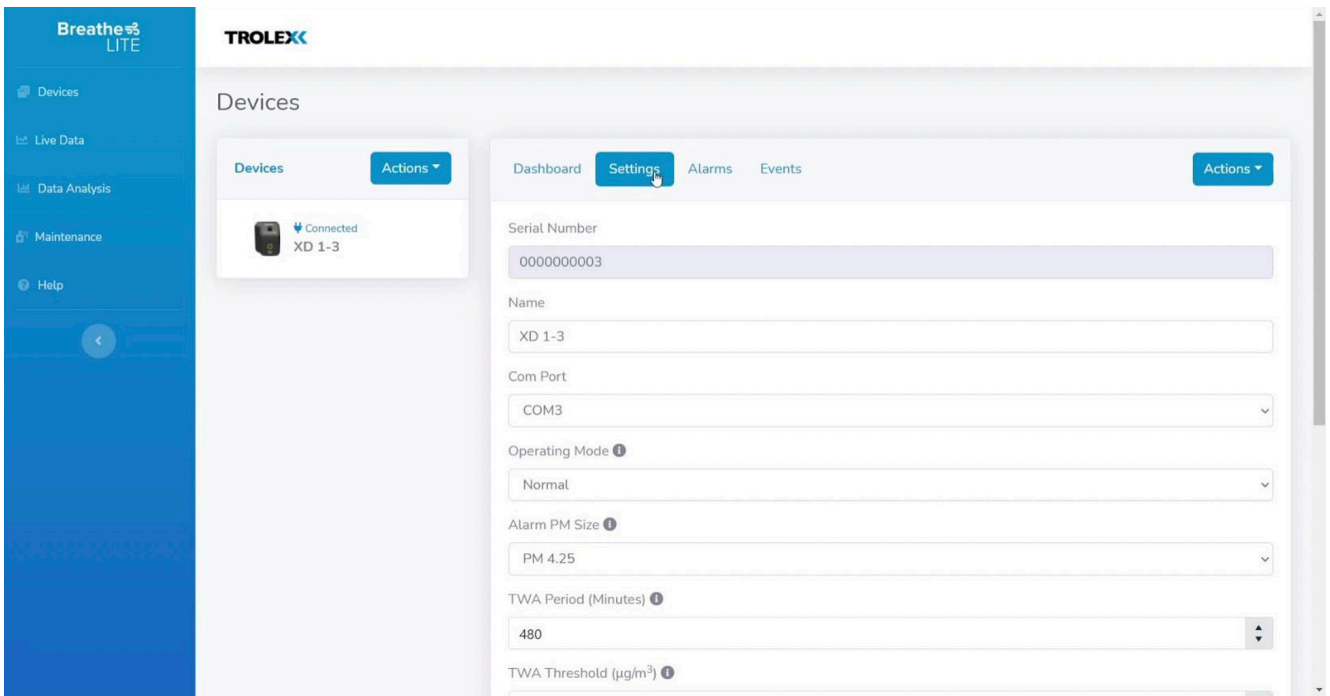 Breathe
LITE
TROLEX
Devices
Live Data
Data Analysis
Maintenance
Help
Devices
Devices
Actions
Connected
XD 1-3
Dashboard
Settings
Alarms
Events
Actions
Serial Number
0000000003
Name
XD 1-3
Com Port
COM3
Operating Mode
Normal
Alarm PM Size
PM 4.25
TWA Period (Minutes)
480
TWA Threshold (µg/m³)